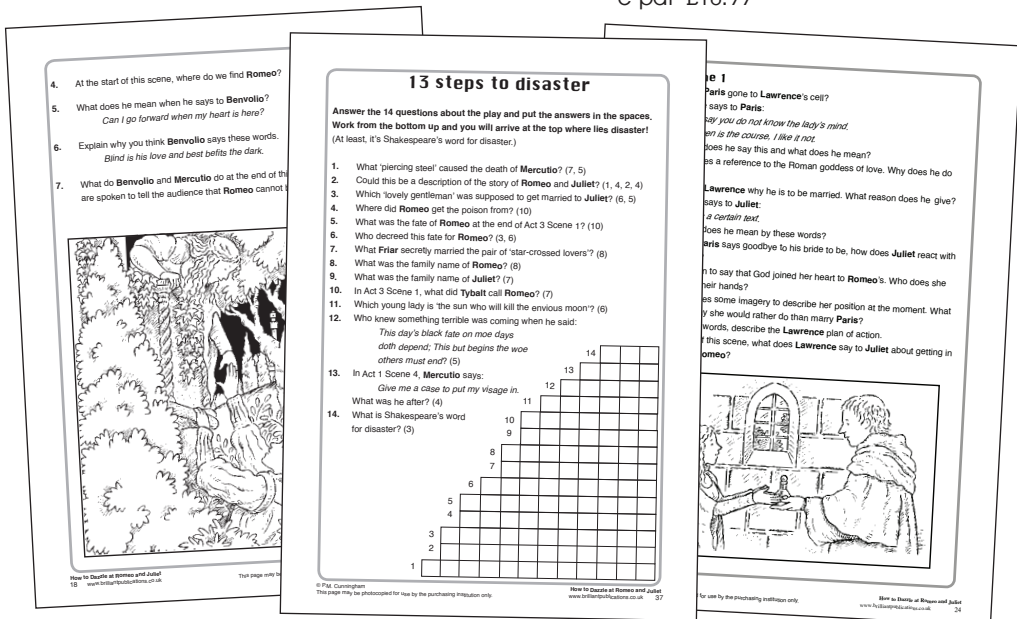 e pdf £16.77
4. At the start of this scene, where do we find Romeo?
5. What does he mean when he says to Benvolio?
Can I go forward when my heart is here?
6. Explain why you think Benvolio says these words.
Blind is his love and best befits the dark.
7. What do Benvolio and Mercutio do at the end of thi
are spoken to tell the audience that Romeo cannot
How to Dazzle at Romeo and Juliet
18 www.brilliantpublications.co.uk
This page may be
13 steps to disaster
Answer the 14 questions about the play and put the answers in the spaces.
Work from the bottom up and you will arrive at the top where lies disaster!
(At least, it's Shakespeare's word for disaster.)
1. What 'piercing steel' caused the death of Mercutio? (7, 5)
2. Could this be a description of the story of Romeo and Juliet? (1, 4, 2, 4)
3. Which 'lovely gentleman' was supposed to get married to Juliet? (6, 5)
4. Where did Romeo get the poison from? (10)
5. What was the fate of Romeo at the end of Act 3 Scene 1? (10)
6. Who decreed this fate for Romeo? (3, 6)
7. What Friar secretly married the pair of 'star-crossed lovers'? (8)
8. What was the family name of Romeo? (8)
9. What was the family name of Juliet? (7)
10. In Act 3 Scene 1, what did Tybalt call Romeo? (7)
11. Which young lady is 'the sun who will kill the envious moon'? (6)
12. Who knew something terrible was coming when he said:
This day's black fate on moe days
doth depend; This but begins the woe
others must end? (5)
13. In Act 1 Scene 4, Mercutio says:
Give me a case to put my visage in.
What was he after? (4)
14. What is Shakespeare's word
for disaster? (3)
14
13
12
11
10
9
8
7
6
5
4
3
2
1
© P.M. Cunningham
This page may be photocopied for use by the purchasing institution only.
How to Dazzle at Romeo and Juliet
www.brilliantpublications.co.uk 37
ne 1
Paris gone to Lawrence's cell?
says to Paris:
say you do not know the lady's mind.
en is the course, I like it not.
does he say this and what does he mean?
es a reference to the Roman goddess of love. Why does he do
Lawrence why he is to be married. What reason does he give?
says to Juliet:
a certain text.
does he mean by these words?
aris says goodbye to his bride to be, how does Juliet react with
n to say that God joined her heart to Romeo's. Who does she
heir hands?
es some imagery to describe her position at the moment. What
y she would rather do than marry Paris?
words, describe the Lawrence plan of action.
f this scene, what does Lawrence say to Juliet about getting in
omeo?
for use by the purchasing institution only.
How to Dazzle at Romeo and Juliet
www.brilliantpublications.co.uk 24